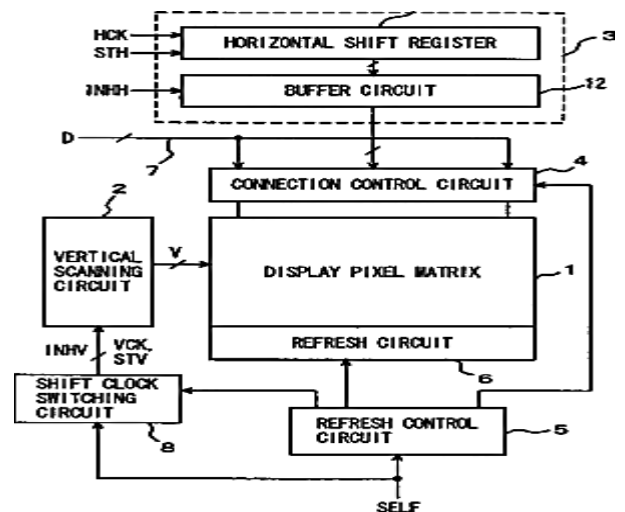 HCK
HORIZONTAL SHIFT REGISTER
3
STH
INHH
BUFFER CIRCUIT
12
D
7
4
CONNECTION CONTROL CIRCUIT
2
VERTICAL
SCANNING
CIRCUIT
V
DISPLAY PIXEL MATRIX
1
REFRESH CIRCUIT
INHV
VCK,
STV
6
SHIFT CLOCK
SWITCHING
CIRCUIT
8
REFRESH CONTROL
CIRCUIT
5
SELF